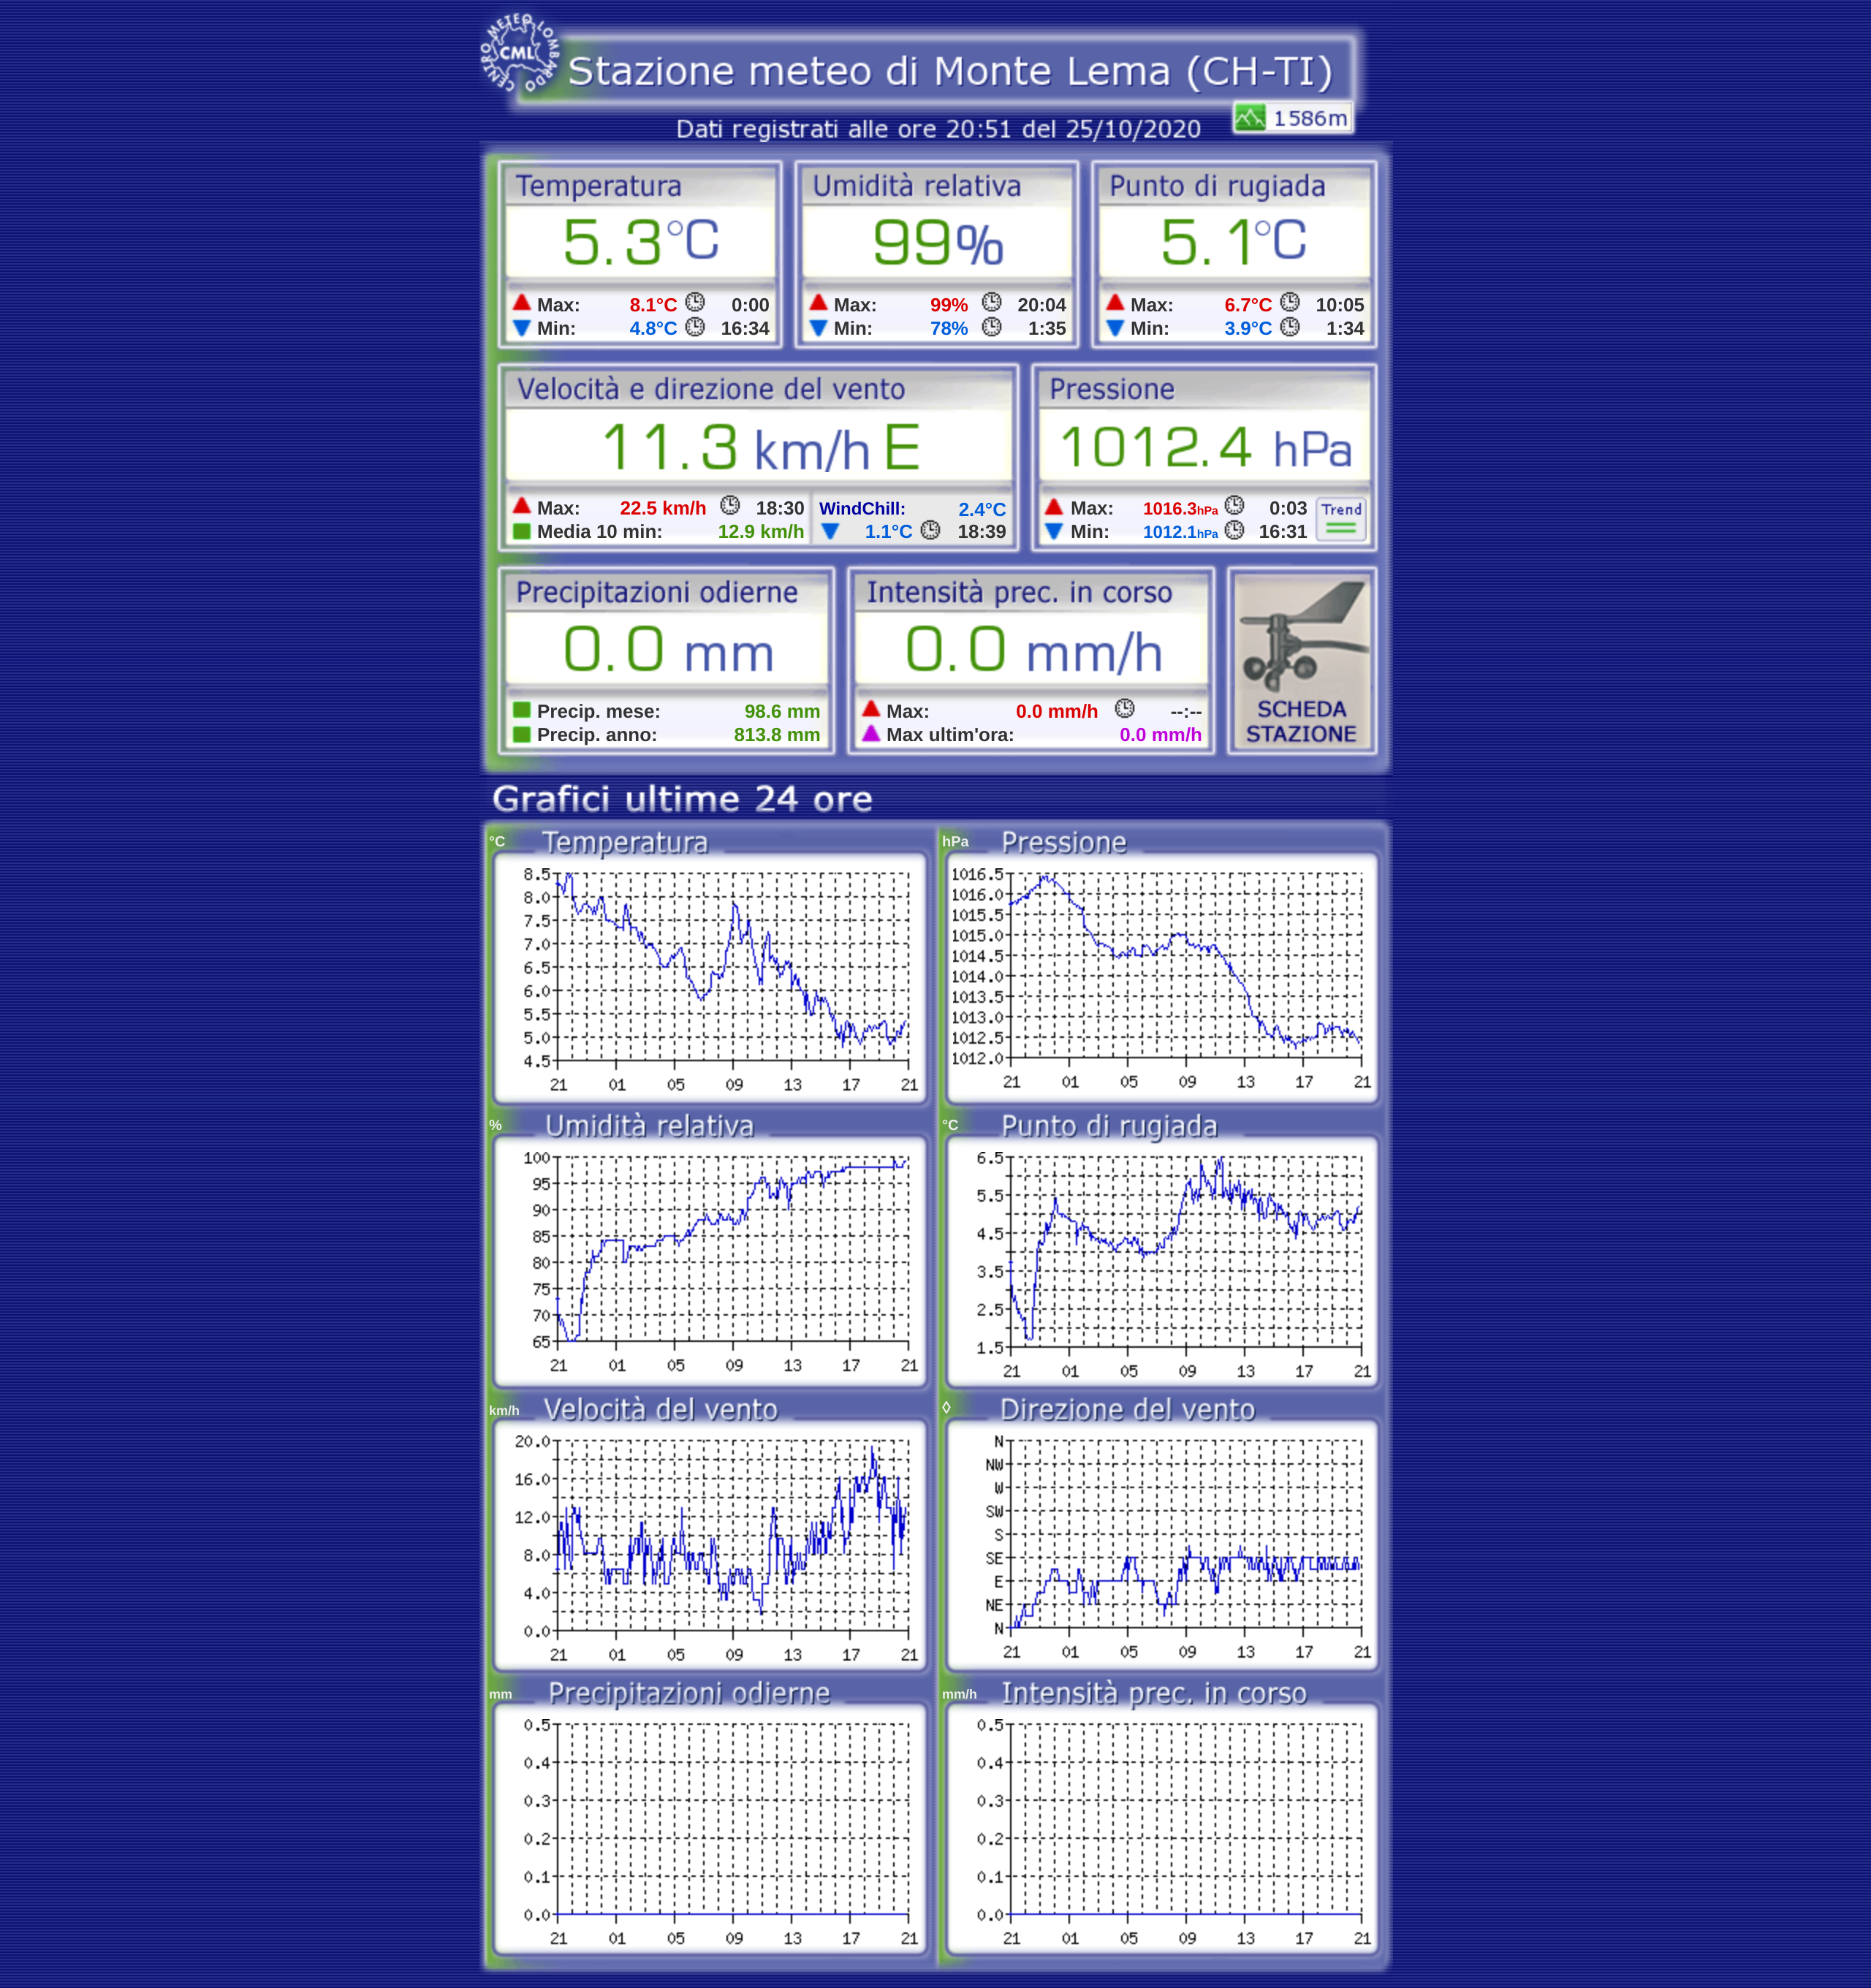 CENTRO METEO LOMBARDO
CML
Stazione meteo di Monte Lema (CH-TI)
1586m
Dati registrati alle ore 20:51 del 25/10/2020
Temperatura Umidità relativa Punto di rugiada
5.3°C 99% 5.1°C
Max: 8.1°C 0:00 Max: 99% 20:04 Max: 6.7°C 10:05
Min: 4.8°C 16:34 Min: 78% 1:35 Min: 3.9°C 1:34
Velocità e direzione del vento Pressione
11.3 km/h E 1012.4 hPa
Max: 22.5 km/h 18:30 WindChill: 2.4°C Max: 1016.3hPa 0:03 Trend
Media 10 min: 12.9 km/h 1.1°C 18:39 Min: 1012.1hPa 16:31
Precipitazioni odierne Intensità prec. in corso
0.0 mm 0.0 mm/h
Precip. mese: 98.6 mm Max: 0.0 mm/h --:-- SCHEDA
Precip. anno: 813.8 mm Max ultim'ora: 0.0 mm/h STAZIONE
Grafici ultime 24 ore
°C Temperatura hPa Pressione
8.5 1016.5
8.0 1016.0
7.5 1015.5
7.0 1015.0
6.5 1014.5
6.0 1014.0
5.5 1013.5
5.0 1013.0
4.5 1012.5
1012.0
21 01 05 09 13 17 21 21 01 05 09 13 17 21
% Umidità relativa °C Punto di rugiada
100 6.5
95 5.5
90 4.5
85 3.5
80 2.5
75 1.5
70
65
21 01 05 09 13 17 21 21 01 05 09 13 17 21
km/h Velocità del vento ◊ Direzione del vento
20.0 N
16.0 NW
12.0 W
8.0 SW
4.0 S
0.0 SE
E
NE
N
21 01 05 09 13 17 21 21 01 05 09 13 17 21
mm Precipitazioni odierne mm/h Intensità prec. in corso
0.5 0.5
0.4 0.4
0.3 0.3
0.2 0.2
0.1 0.1
0.0 0.0
21 01 05 09 13 17 21 21 01 05 09 13 17 21